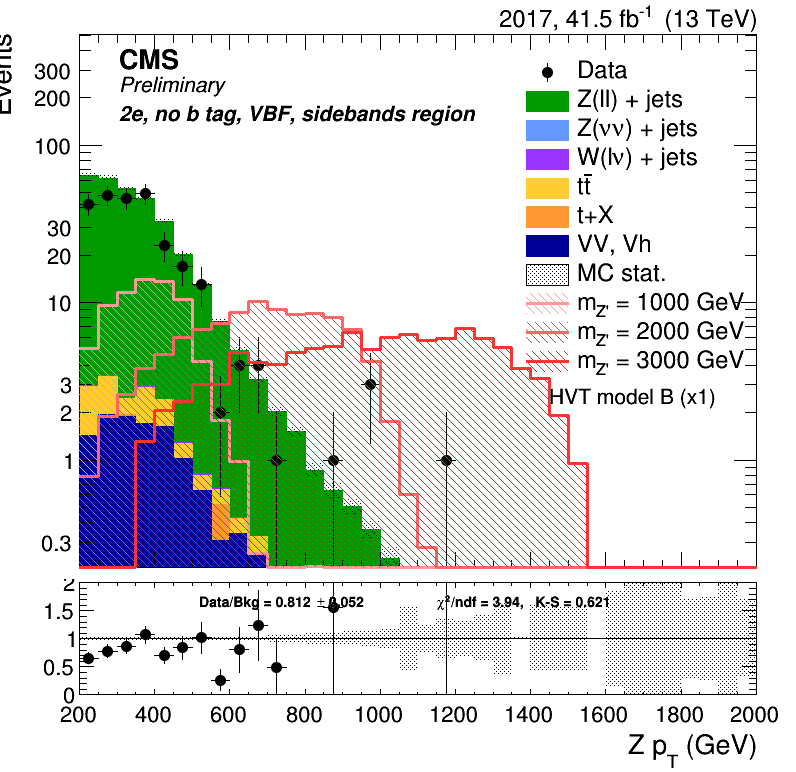 2017, 41.5 fb⁻¹ (13 TeV)
Events
CMS
Preliminary
2e, no b tag, VBF, sidebands region
Data
Z(ll) + jets
Z(νν) + jets
W(lν) + jets
tt̄
t+X
VV, Vh
MC stat.
m_Z' = 1000 GeV
m_Z' = 2000 GeV
m_Z' = 3000 GeV
HVT model B (x1)
300
200
100
30
20
10
3
2
1
0.3
Data/Bkg = 0.812 ± 0.052 χ²/ndf = 3.94, K-S = 0.621
2
1.5
1
0.5
0
200 400 600 800 1000 1200 1400 1600 1800 2000
Z p_T (GeV)